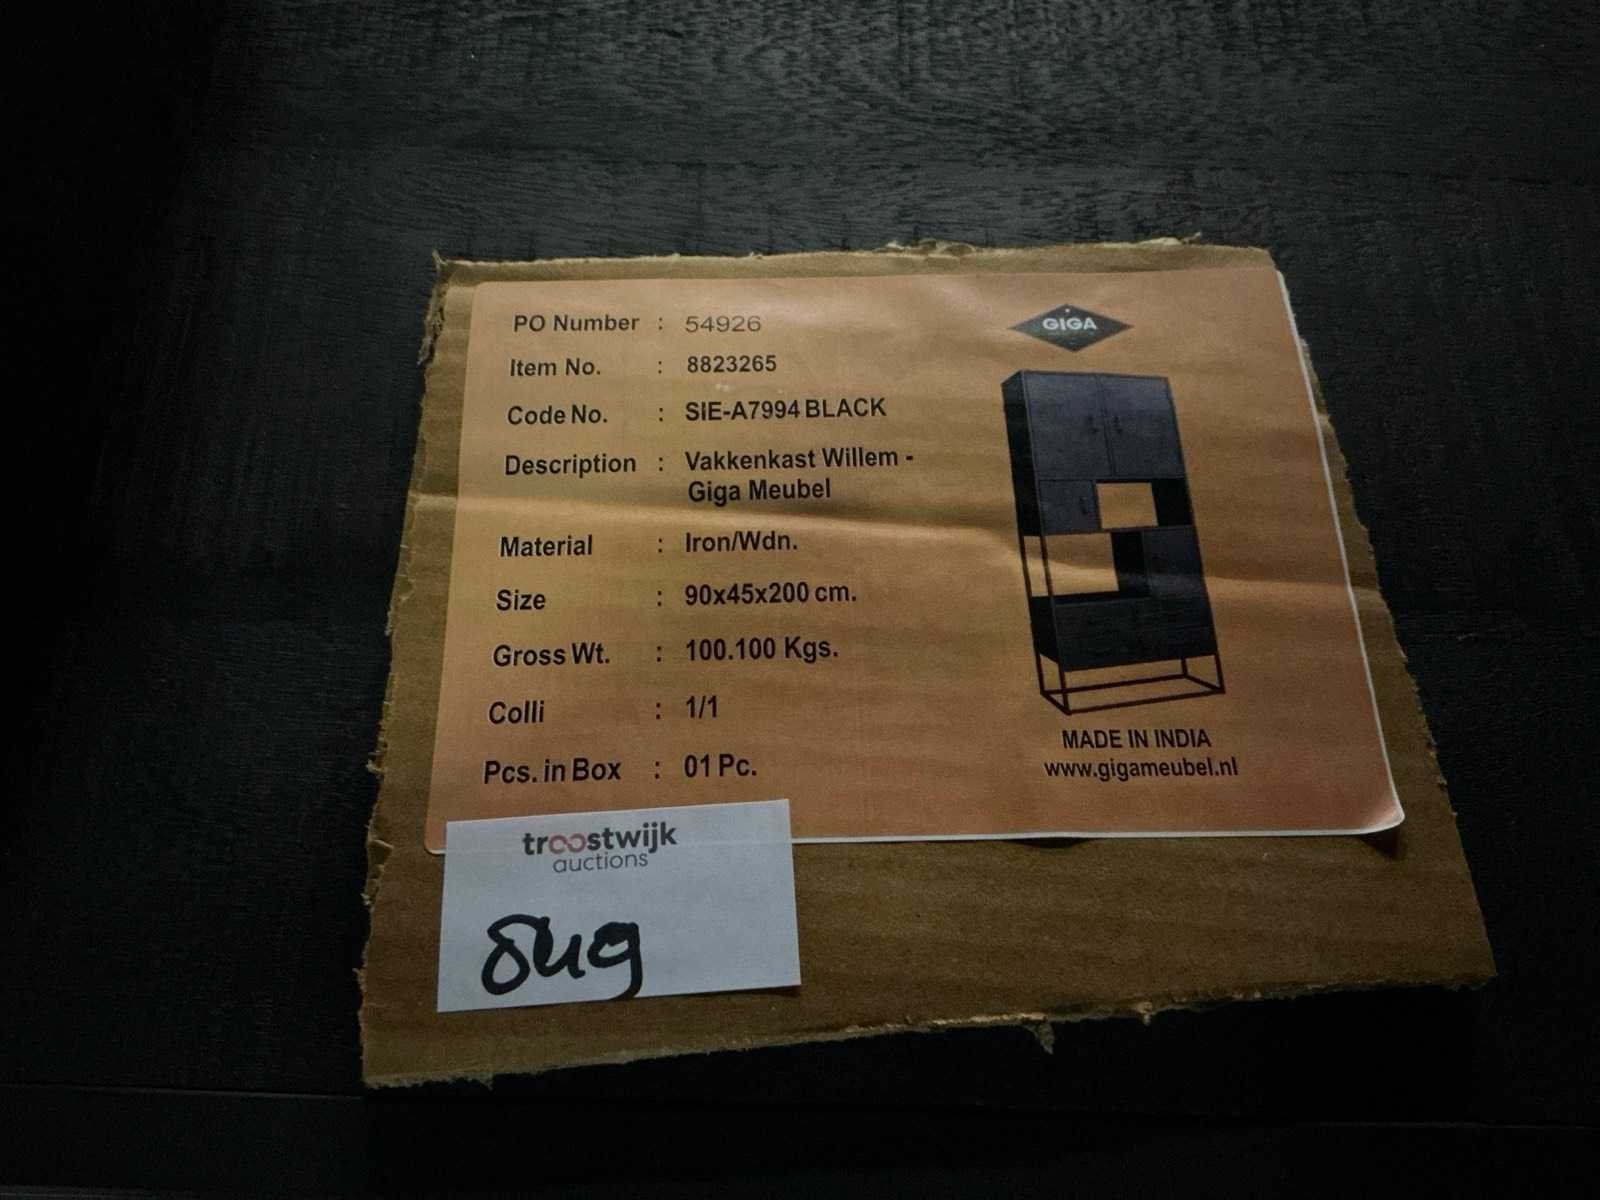 PO Number : 54926
Item No. : 8823265
Code No. : SIE-A7994 BLACK
Description : Vakkenkast Willem -
Giga Meubel
Material : Iron/Wdn.
Size : 90x45x200 cm.
Gross Wt. : 100.100 Kgs.
Colli : 1/1
Pcs. in Box : 01 Pc.
GIGA
MADE IN INDIA
www.gigameubel.nl
troostwijk
auctions